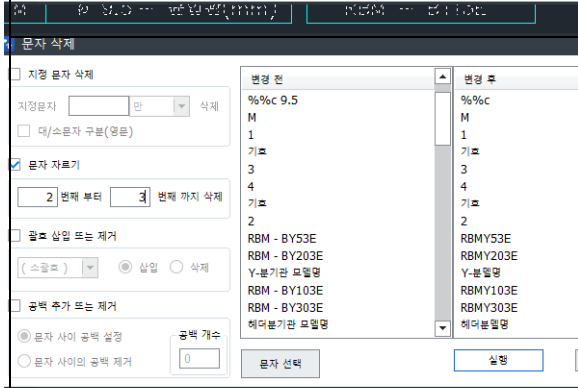 문자 삭제
지정 문자 삭제
지정문자 만 삭제
대/소문자 구분(영문)
문자 자르기
2 번째 부터 3 번째 까지 삭제
괄호 삽입 또는 제거
( 소괄호 ) 삽입 삭제
공백 추가 또는 제거
문자 사이 공백 설정
문자 사이의 공백 제거
공백 개수
0
변경 전
%%c 9.5
M
1
기호
3
4
기호
2
RBM - BY53E
RBM - BY203E
Y-분기관 모델명
RBM - BY103E
RBM - BY303E
헤더분기관 모델명
문자 선택
변경 후
%%c
M
1
기호
3
4
기호
2
RBMY53E
RBMY203E
Y-분델명
RBMY103E
RBMY303E
헤더분델명
실행